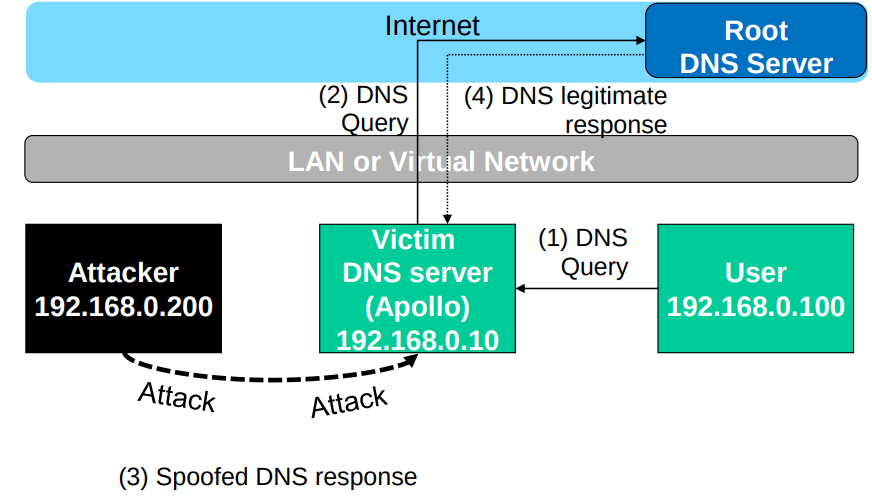 Internet
Root
DNS Server
(2) DNS
Query
(4) DNS legitimate
response
LAN or Virtual Network
Attacker
192.168.0.200
Victim
DNS server
(Apollo)
192.168.0.10
(1) DNS
Query
User
192.168.0.100
Attack
Attack
(3) Spoofed DNS response